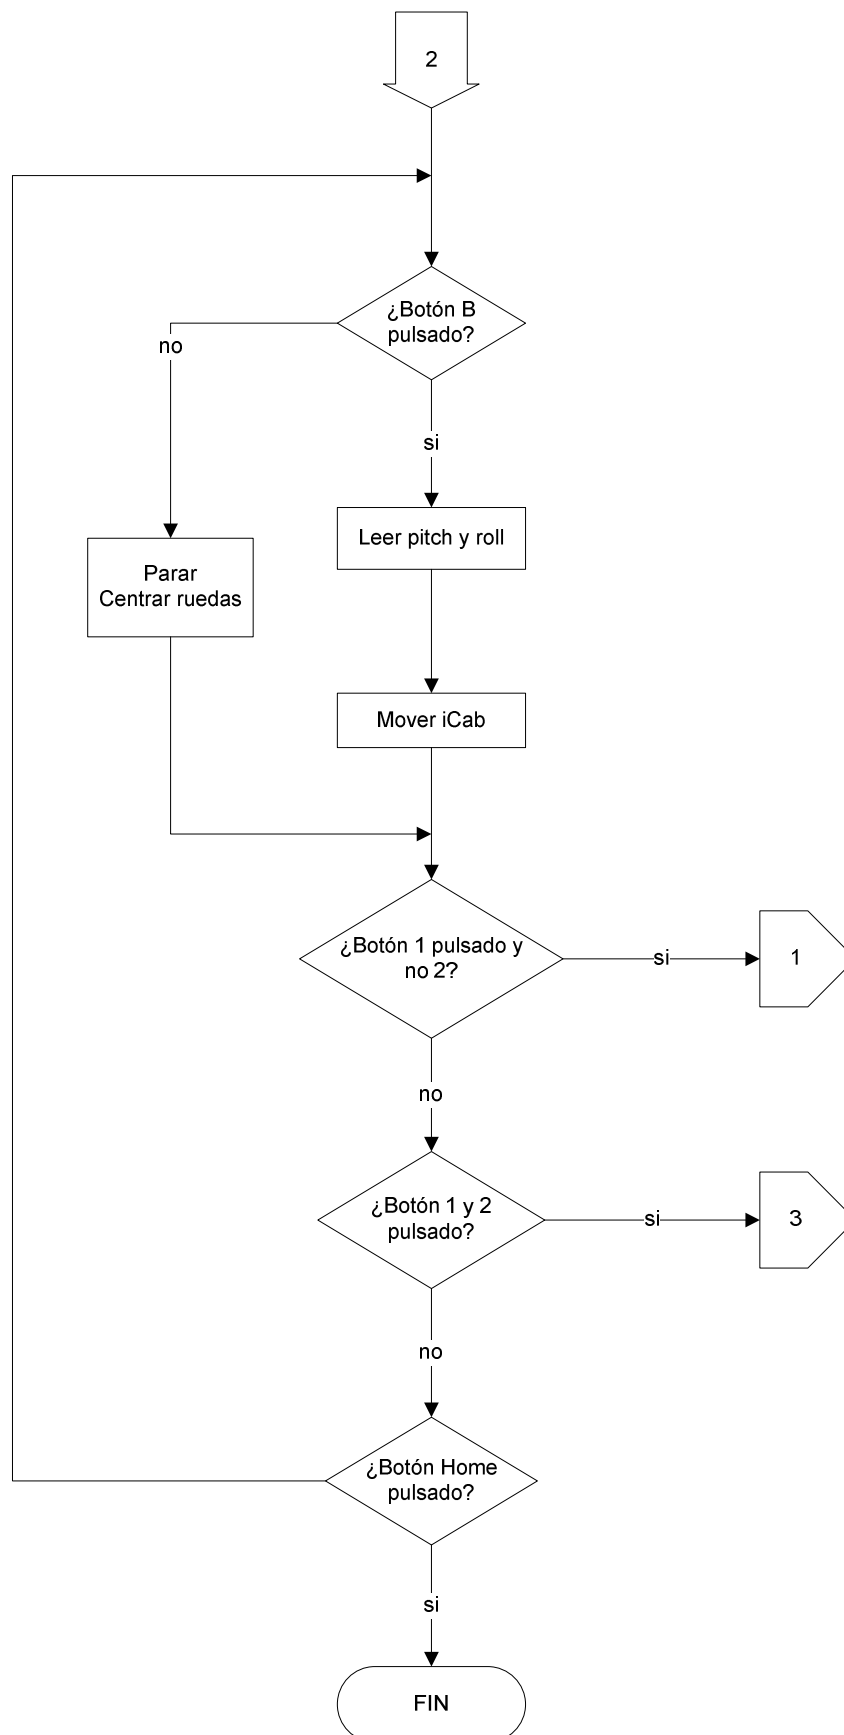 2
¿Botón B
pulsado?
no
si
Leer pitch y roll
Parar
Centrar ruedas
Mover iCab
¿Botón 1 pulsado y
no 2?
si
1
no
¿Botón 1 y 2
pulsado?
si
3
no
¿Botón Home
pulsado?
si
FIN